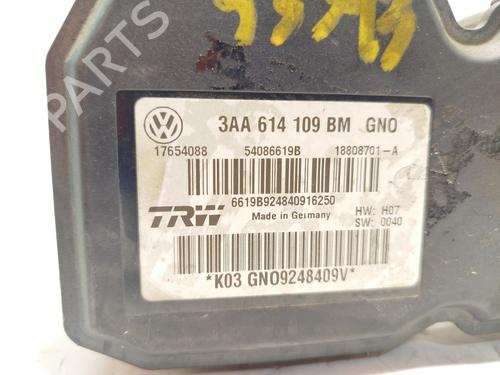 3AA 614 109 BM GNO
17654088 54086619B 18808701-A
6619B924840916250
TRW
Made in Germany
HW: H07
SW: 0040
*K03 GNO9248409V*